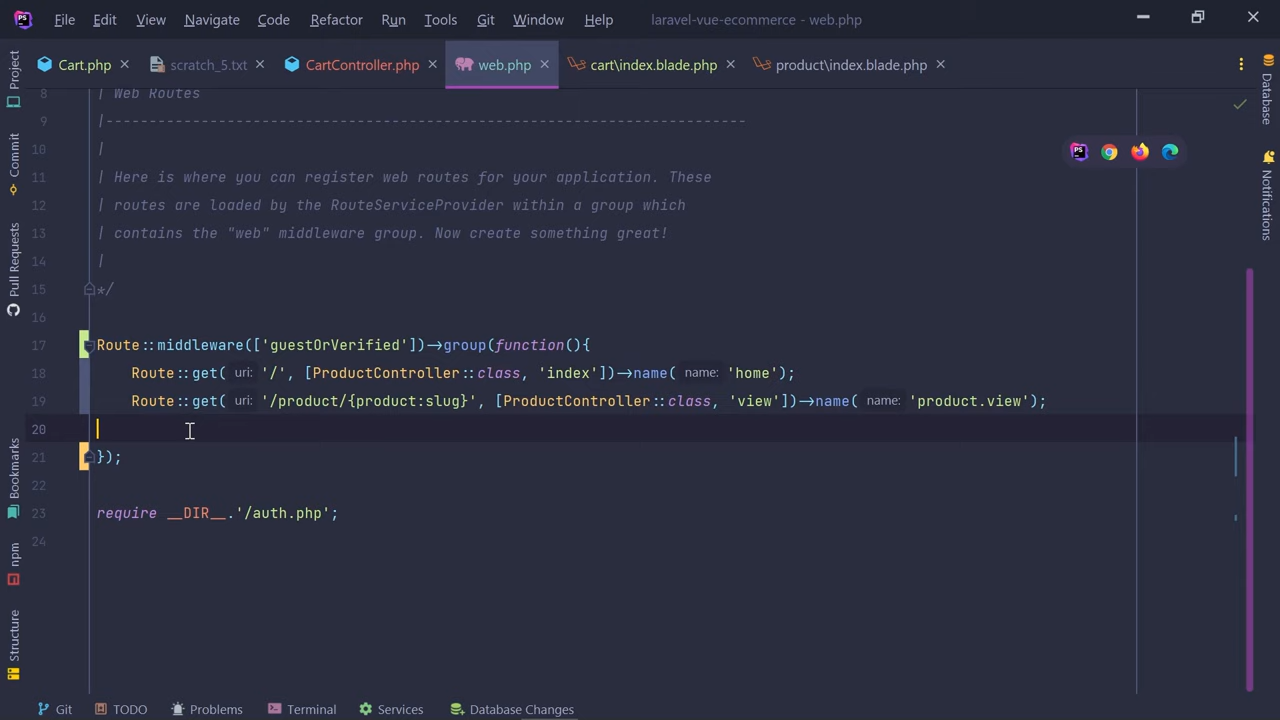 File Edit View Navigate Code Refactor Run Tools Git Window Help laravel-vue-ecommerce - web.php
Cart.php scratch_5.txt CartController.php web.php cart\index.blade.php product\index.blade.php
Project
Commit
Pull Requests
Bookmarks
npm
Structure
8 | Web Routes
9 |--------------------------------------------------------------------------
10 |
11 | Here is where you can register web routes for your application. These
12 | routes are loaded by the RouteServiceProvider within a group which
13 | contains the "web" middleware group. Now create something great!
14 |
15 */
16
17 Route::middleware(['guestOrVerified'])->group(function(){
18 Route::get( uri: '/', [ProductController::class, 'index'])->name( name: 'home');
19 Route::get( uri: '/product/{product:slug}', [ProductController::class, 'view'])->name( name: 'product.view');
20
21 });
22
23 require __DIR__.'/auth.php';
24
PS
Database
Notifications
Git TODO Problems Terminal Services Database Changes